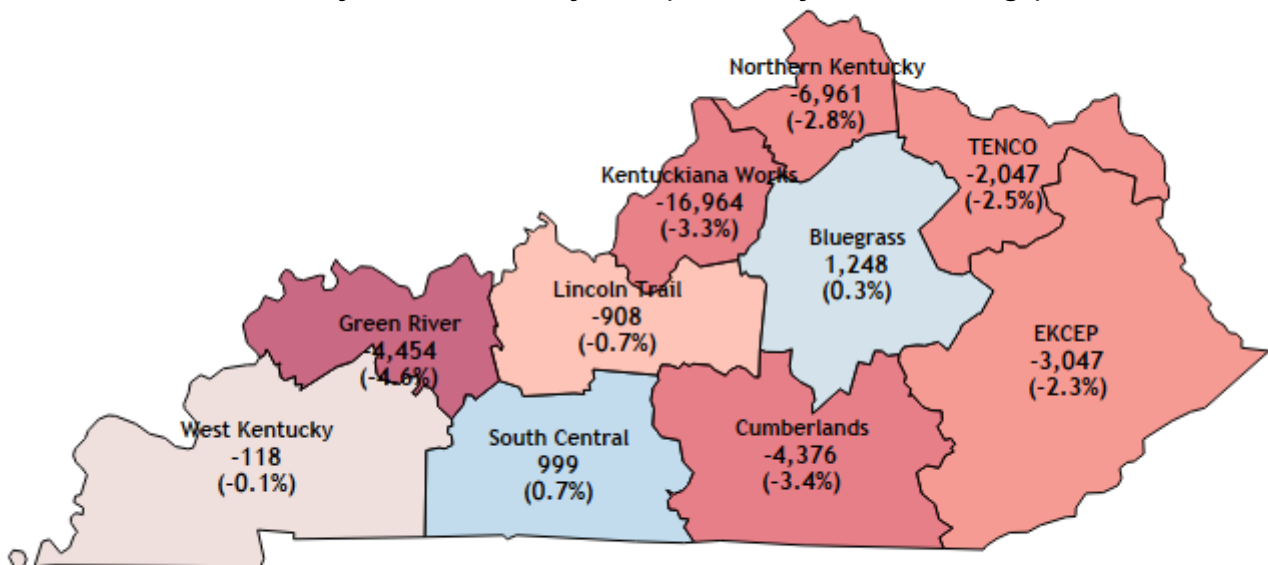 Northern Kentucky
-6,961
(-2.8%)
TENCO
-2,047
(-2.5%)
Kentuckiana Works
-16,964
(-3.3%)
Bluegrass
1,248
(0.3%)
Lincoln Trail
-908
(-0.7%)
Green River
-4,454
(-4.6%)
EKCEP
-3,047
(-2.3%)
West Kentucky
-118
(-0.1%)
South Central
999
(0.7%)
Cumberlands
-4,376
(-3.4%)